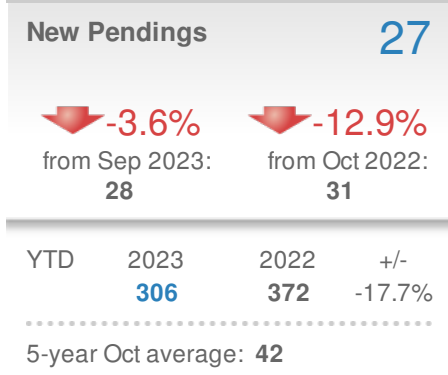 New Pendings 27
-3.6% -12.9%
from Sep 2023: from Oct 2022:
28 31
YTD 2023 2022 +/-
306 372 -17.7%
5-year Oct average: 42